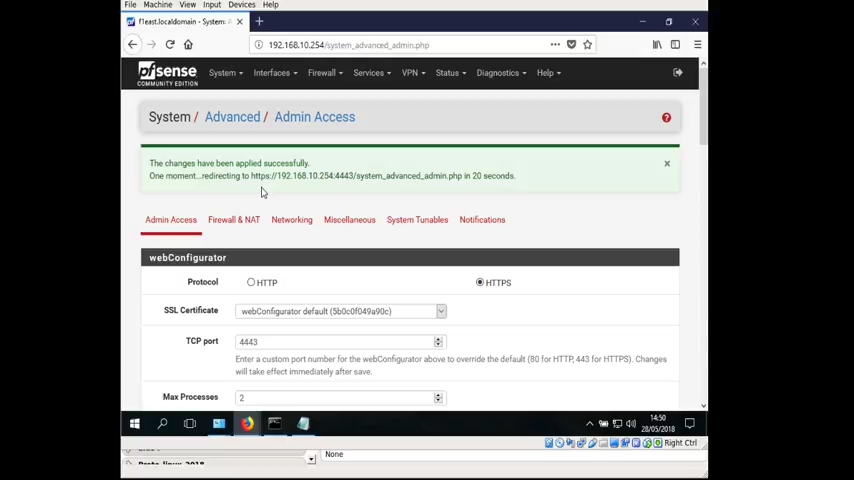 File Machine View Input Devices Help
f1east.localdomain - System: A
192.168.10.254/system_advanced_admin.php
pfsense
COMMUNITY EDITION
System Interfaces Firewall Services VPN Status Diagnostics Help
System / Advanced / Admin Access
The changes have been applied successfully.
One moment...redirecting to https://192.168.10.254:4443/system_advanced_admin.php in 20 seconds.
Admin Access Firewall & NAT Networking Miscellaneous System Tunables Notifications
webConfigurator
Protocol HTTP HTTPS
SSL Certificate webConfigurator default (5b0c0f049a90c)
TCP port 4443
Enter a custom port number for the webConfigurator above to override the default (80 for HTTP, 443 for HTTPS). Changes
will take effect immediately after save.
Max Processes 2
14:50
28/05/2018
Right Ctrl
None